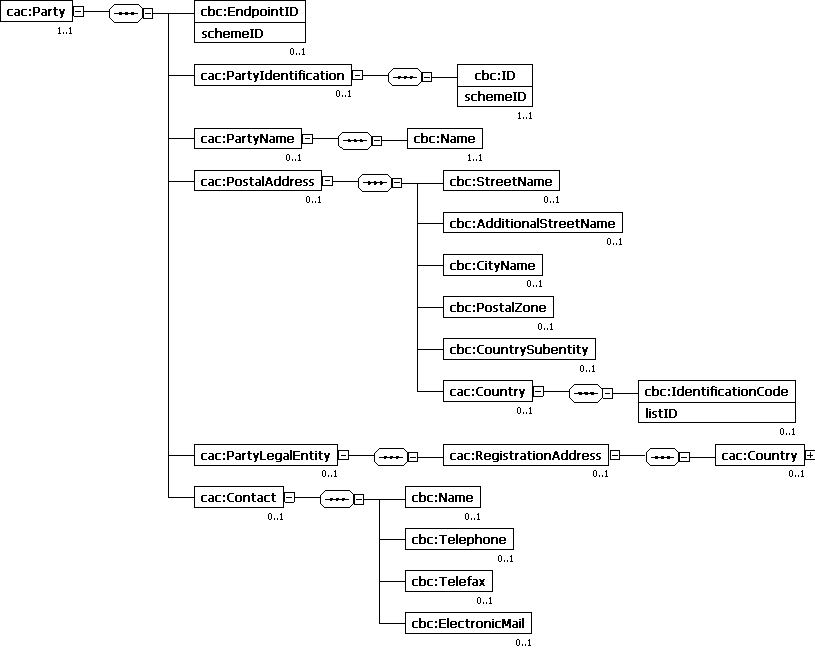 cac:Party
1..1
cbc:EndpointID
schemeID
0..1
cac:PartyIdentification
0..1
cbc:ID
schemeID
1..1
cac:PartyName
0..1
cbc:Name
1..1
cac:PostalAddress
0..1
cbc:StreetName
0..1
cbc:AdditionalStreetName
0..1
cbc:CityName
0..1
cbc:PostalZone
0..1
cbc:CountrySubentity
0..1
cac:Country
0..1
cbc:IdentificationCode
listID
0..1
cac:PartyLegalEntity
0..1
cac:RegistrationAddress
0..1
cac:Country
0..1
cac:Contact
0..1
cbc:Name
0..1
cbc:Telephone
0..1
cbc:Telefax
0..1
cbc:ElectronicMail
0..1